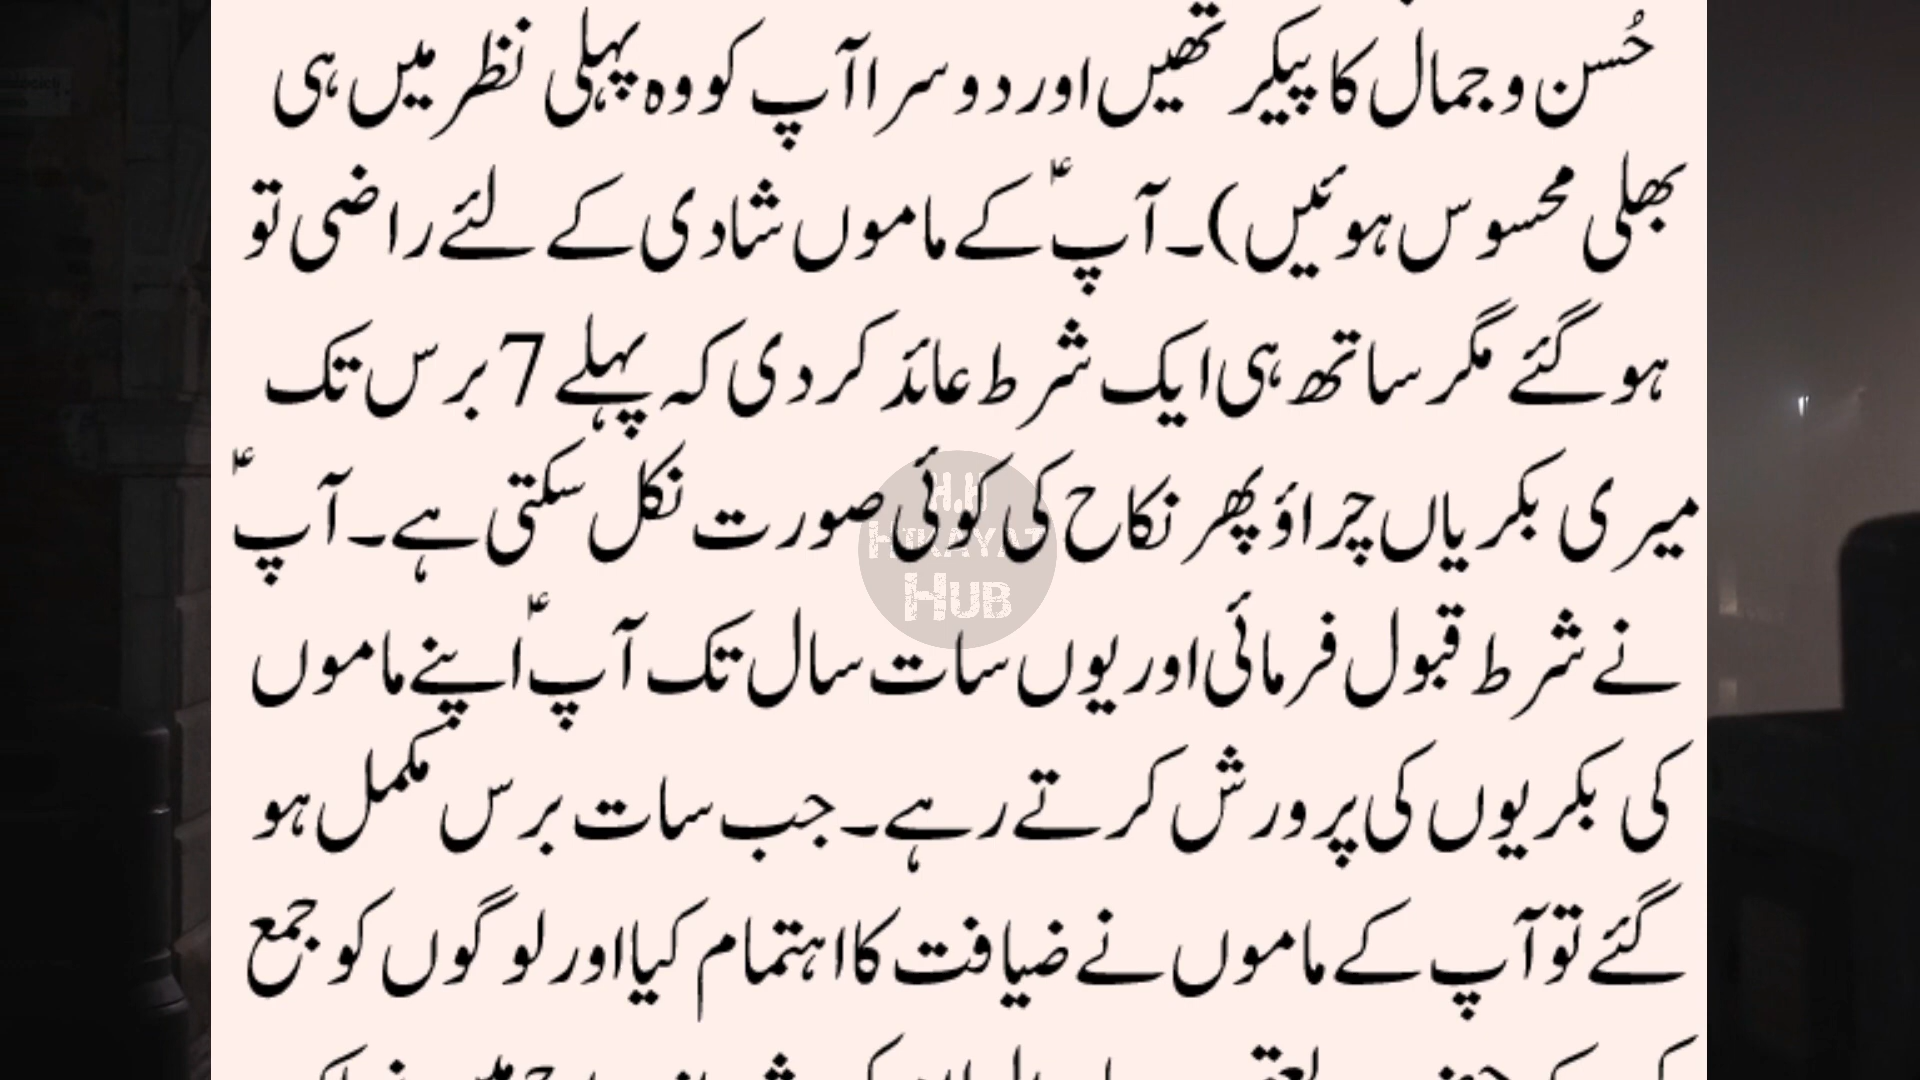 حُسن و جمال کا پیکر تھیں اور دوسرا آپ کو وہ پہلی نظر میں ہی
بھلی محسوس ہوئیں)۔ آپؑ کے ماموں شادی کے لئے راضی تو
ہو گئے مگر ساتھ ہی ایک شرط عائد کر دی کہ پہلے 7 برس تک
میری بکریاں چراؤ پھر نکاح کی کوئی صورت نکل سکتی ہے۔ آپؑ
نے شرط قبول فرمائی اور یوں سات سال تک آپؑ اپنے ماموں
کی بکریوں کی پرورش کرتے رہے۔ جب سات برس مکمل ہو
گئے تو آپ کے ماموں نے ضیافت کا اہتمام کیا اور لوگوں کو جمع
H.H
HIKAYAT
HUB